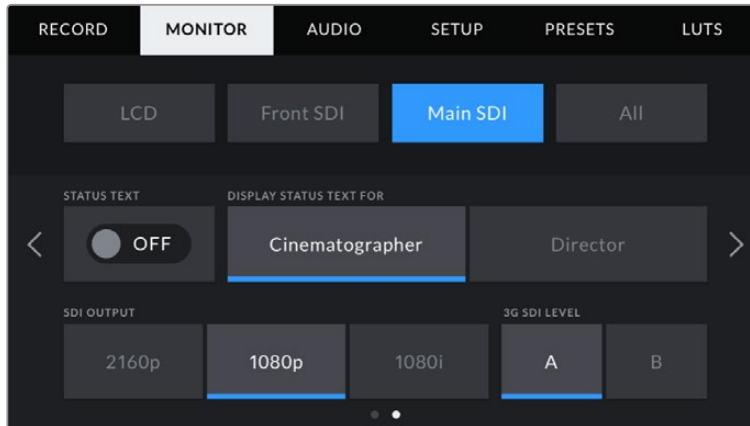 RECORD MONITOR AUDIO SETUP PRESETS LUTS
LCD Front SDI Main SDI All
STATUS TEXT DISPLAY STATUS TEXT FOR
OFF Cinematographer Director
SDI OUTPUT 3G SDI LEVEL
2160p 1080p 1080i A B